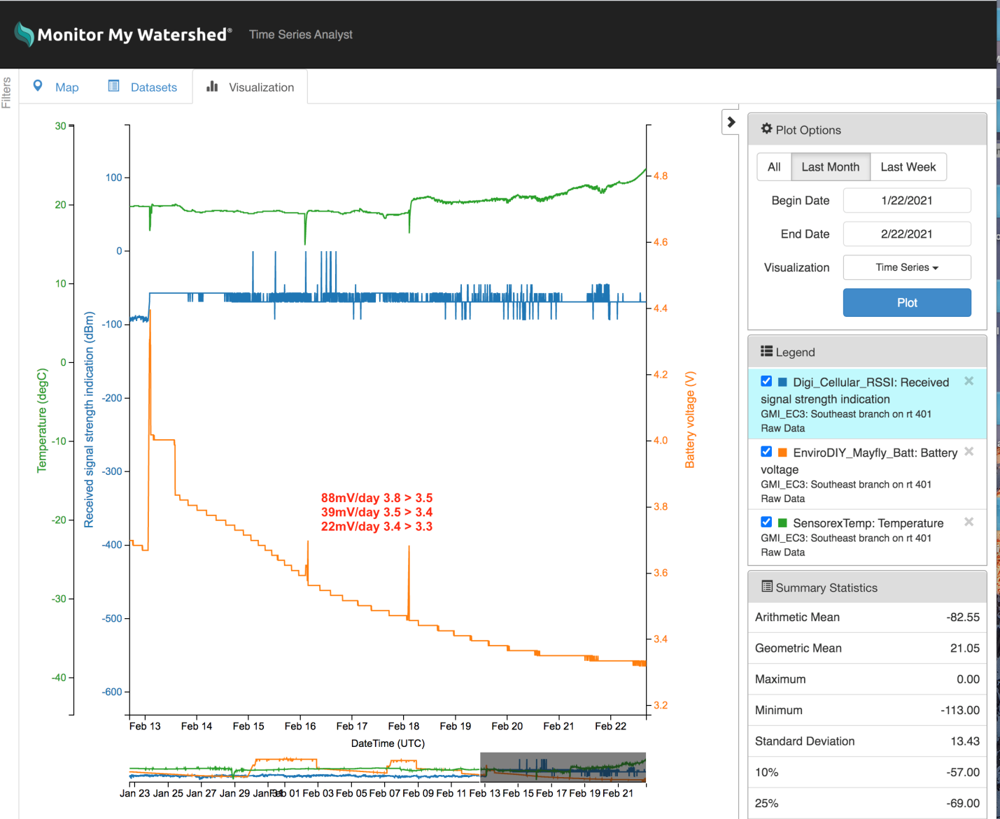 Monitor My Watershed® Time Series Analyst
Filters
Map Datasets Visualization
30
20
10
0
-10
-20
-30
-40
Temperature (degC)
100
0
-100
-200
-300
-400
-500
-600
Received signal strength indication (dBm)
88mV/day 3.8 > 3.5
39mV/day 3.5 > 3.4
22mV/day 3.4 > 3.3
4.8
4.6
4.4
4.2
4.0
3.8
3.6
3.4
3.2
Battery voltage (V)
Feb 13 Feb 14 Feb 15 Feb 16 Feb 17 Feb 18 Feb 19 Feb 20 Feb 21 Feb 22
DateTime (UTC)
Jan 23 Jan 25 Jan 27 Jan 29 Jan 31 Feb 01 Feb 03 Feb 05 Feb 07 Feb 09 Feb 11 Feb 13 Feb 15 Feb 17 Feb 19 Feb 21
Plot Options
All Last Month Last Week
Begin Date 1/22/2021
End Date 2/22/2021
Visualization Time Series
Plot
Legend
Digi_Cellular_RSSI: Received
signal strength indication
GMI_EC3: Southeast branch on rt 401
Raw Data
EnviroDIY_Mayfly_Batt: Battery
voltage
GMI_EC3: Southeast branch on rt 401
Raw Data
SensorexTemp: Temperature
GMI_EC3: Southeast branch on rt 401
Raw Data
Summary Statistics
Arithmetic Mean -82.55
Geometric Mean 21.05
Maximum 0.00
Minimum -113.00
Standard Deviation 13.43
10% -57.00
25% -69.00